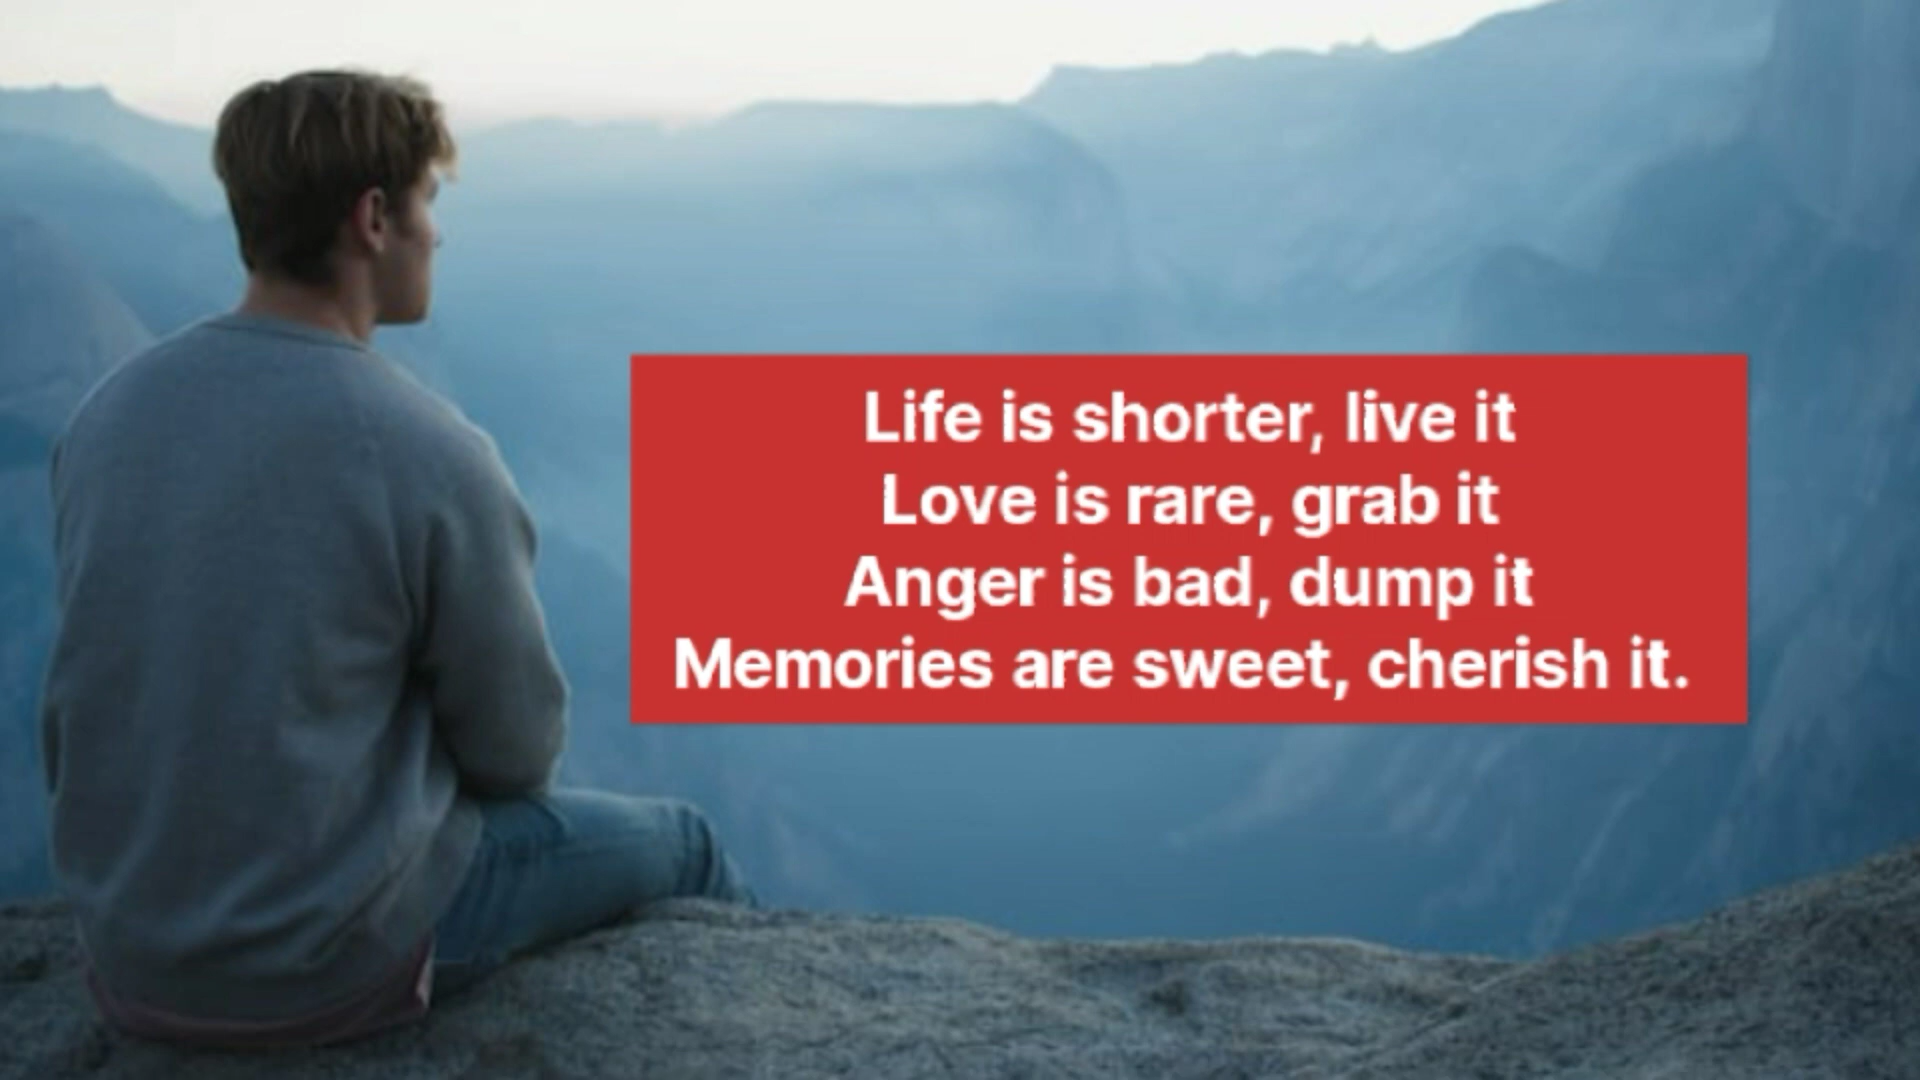 Life is shorter, live it
Love is rare, grab it
Anger is bad, dump it
Memories are sweet, cherish it.